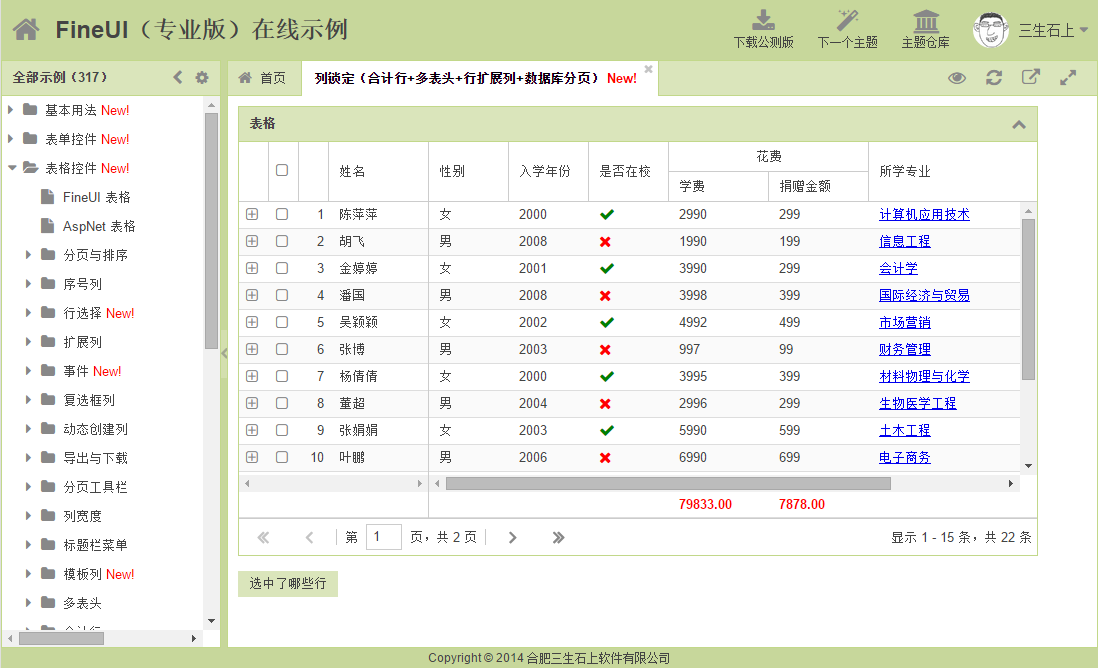 FineUI（专业版）在线示例
下载公测版
下一个主题
主题仓库
三生石上
全部示例（317）
基本用法 New!
表单控件 New!
表格控件 New!
FineUI 表格
AspNet 表格
分页与排序
序号列
行选择 New!
扩展列
事件 New!
复选框列
动态创建列
导出与下载
分页工具栏
列宽度
标题栏菜单
模板列 New!
多表头
首页
列锁定（合计行+多表头+行扩展列+数据库分页） New!
表格
姓名 性别 入学年份 是否在校 花费 所学专业
学费 捐赠金额
1 陈萍萍 女 2000 2990 299 计算机应用技术
2 胡飞 男 2008 1990 199 信息工程
3 金婷婷 女 2001 3990 299 会计学
4 潘国 男 2008 3998 399 国际经济与贸易
5 吴颖颖 女 2002 4992 499 市场营销
6 张博 男 2003 997 99 财务管理
7 杨倩倩 女 2000 3995 399 材料物理与化学
8 董超 男 2004 2996 299 生物医学工程
9 张娟娟 女 2003 5990 599 土木工程
10 叶鹏 男 2006 6990 699 电子商务
79833.00 7878.00
第 1 页，共 2 页
显示 1 - 15 条，共 22 条
选中了哪些行
Copyright © 2014 合肥三生石上软件有限公司